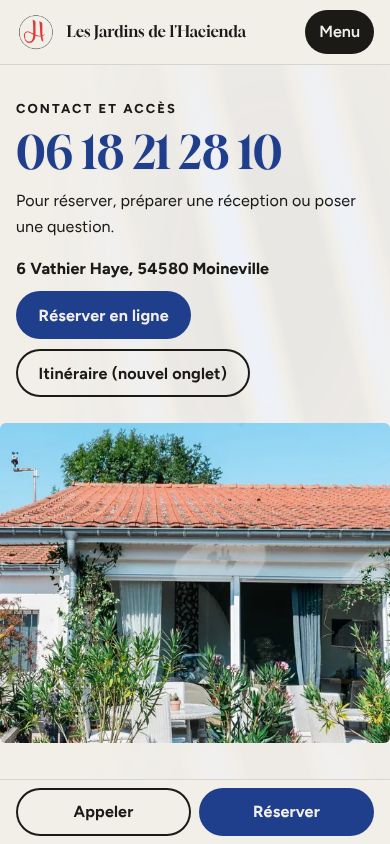 Les Jardins de l'Hacienda
Menu
CONTACT ET ACCÈS
06 18 21 28 10
Pour réserver, préparer une réception ou poser
une question.
6 Vathier Haye, 54580 Moineville
Réserver en ligne
Itinéraire (nouvel onglet)
Appeler
Réserver